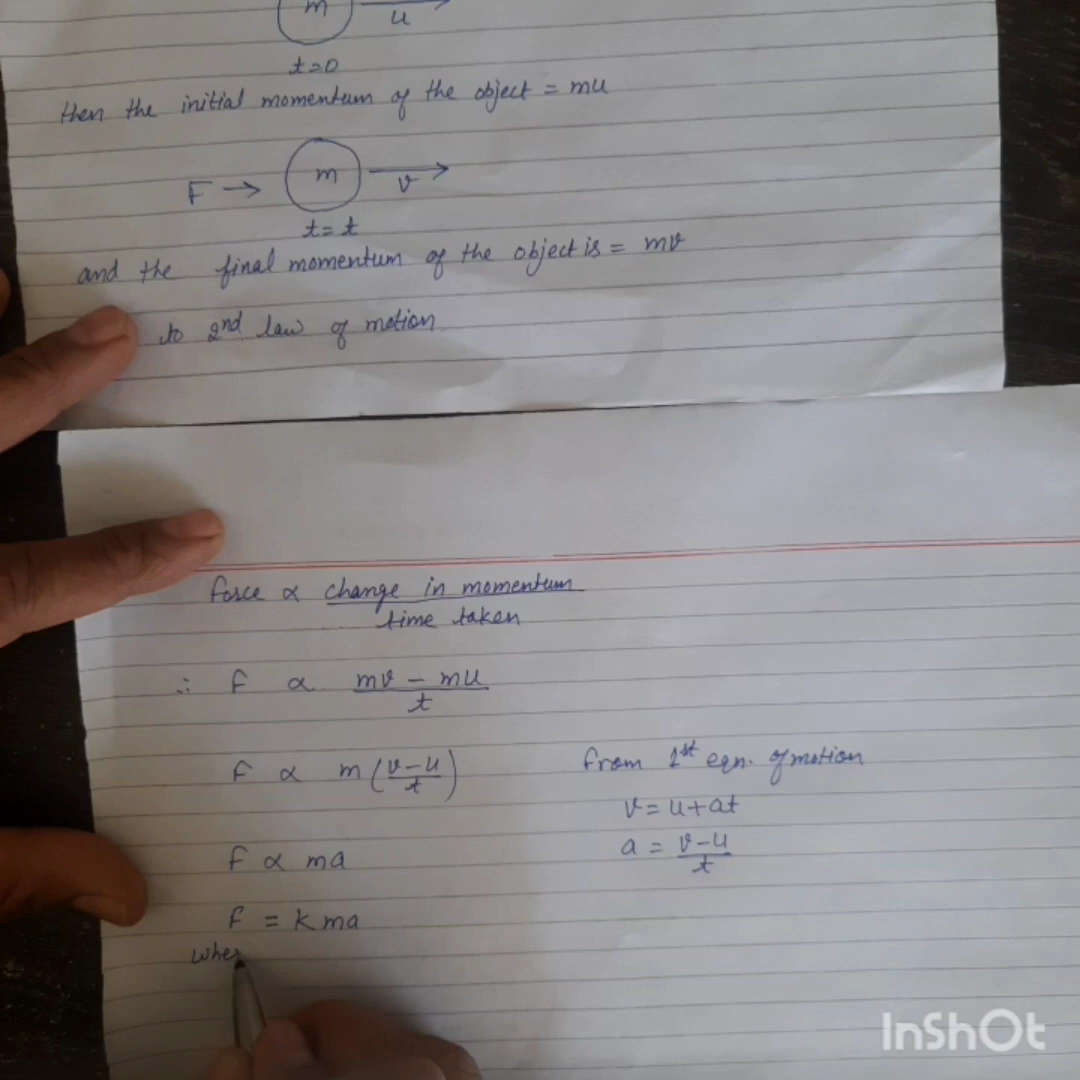 m
u
t=0
then the initial momentum of the object = mu
F → m → v
t= t
and the final momentum of the object is = mv
to 2nd law of motion
force ∝ change in momentum
time taken
∴ F ∝ mv - mu
t
F ∝ m (v-u)
t
from 1st eqn. of motion
v = u+at
F ∝ ma
a = v-u
t
F = k ma
wher
InShOt